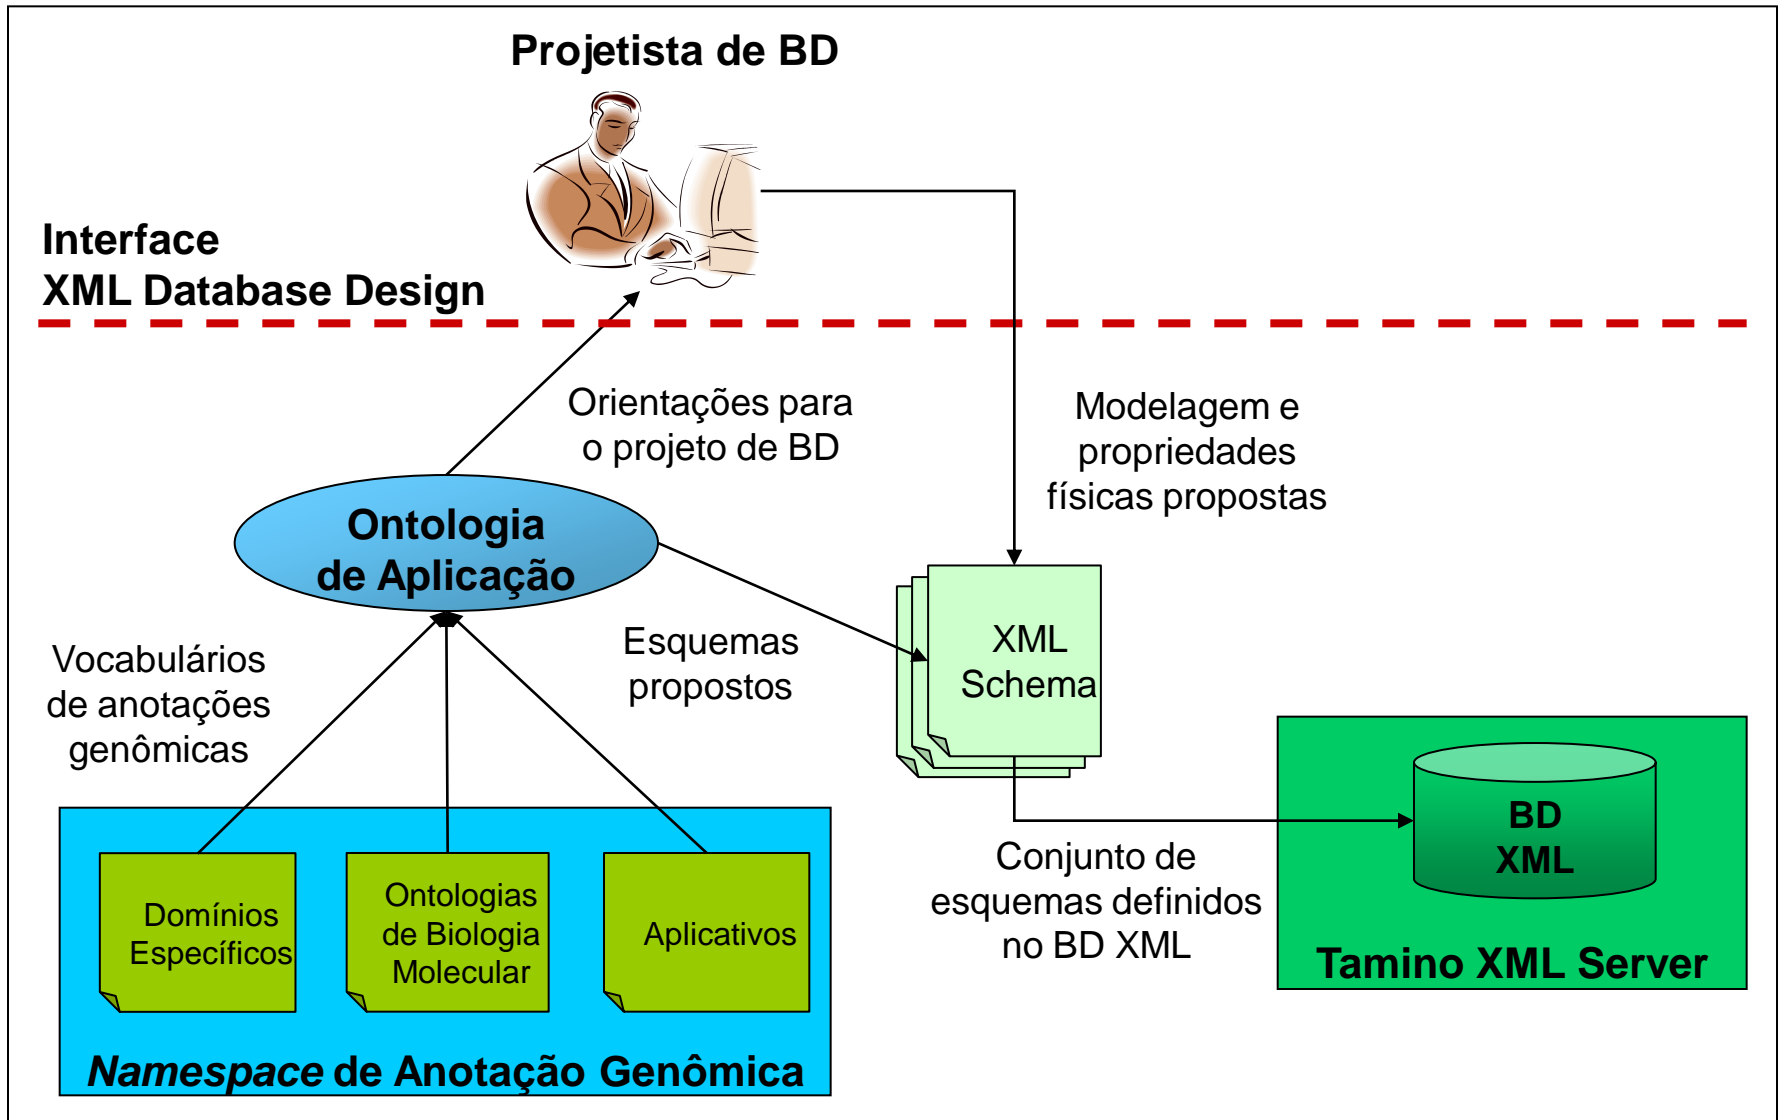 Projetista de BD
Interface
XML Database Design
Orientações para
o projeto de BD
Modelagem e
propriedades
físicas propostas
Ontologia
de Aplicação
Vocabulários
de anotações
genômicas
Esquemas
propostos
XML
Schema
Domínios
Específicos
Ontologias
de Biologia
Molecular
Aplicativos
Namespace de Anotação Genômica
Conjunto de
esquemas definidos
no BD XML
BD
XML
Tamino XML Server